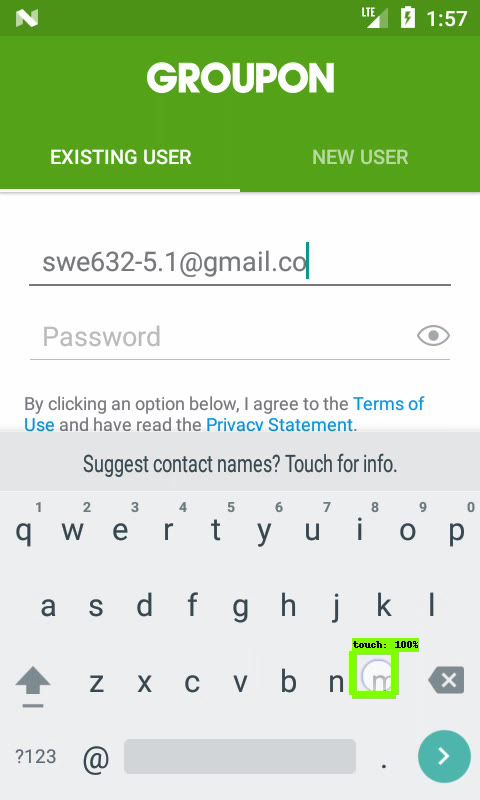 LTE 1:57
GROUPON
EXISTING USER NEW USER
swe632-5.1@gmail.co
Password
By clicking an option below, I agree to the Terms of
Use and have read the Privacy Statement.
Suggest contact names? Touch for info.
1 2 3 4 5 6 7 8 9 0
q w e r t y u i o p
a s d f g h j k l
touch: 100%
z x c v b n m
?123 @ .